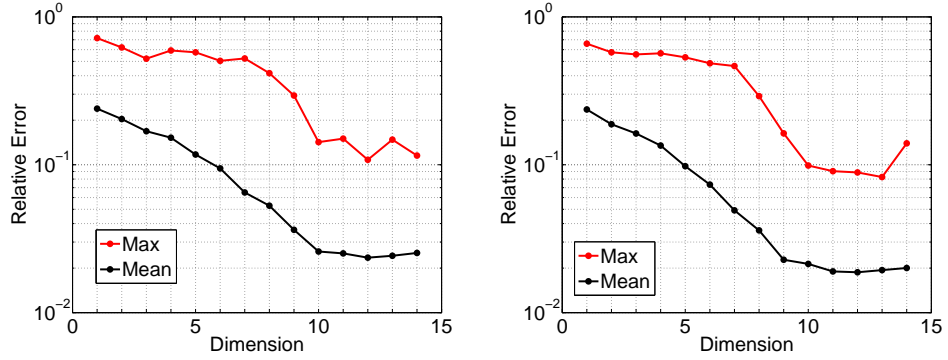 10^0
10^-1
10^-2
Relative Error
Max
Mean
0
5
10
15
Dimension
10^0
10^-1
10^-2
Relative Error
Max
Mean
0
5
10
15
Dimension